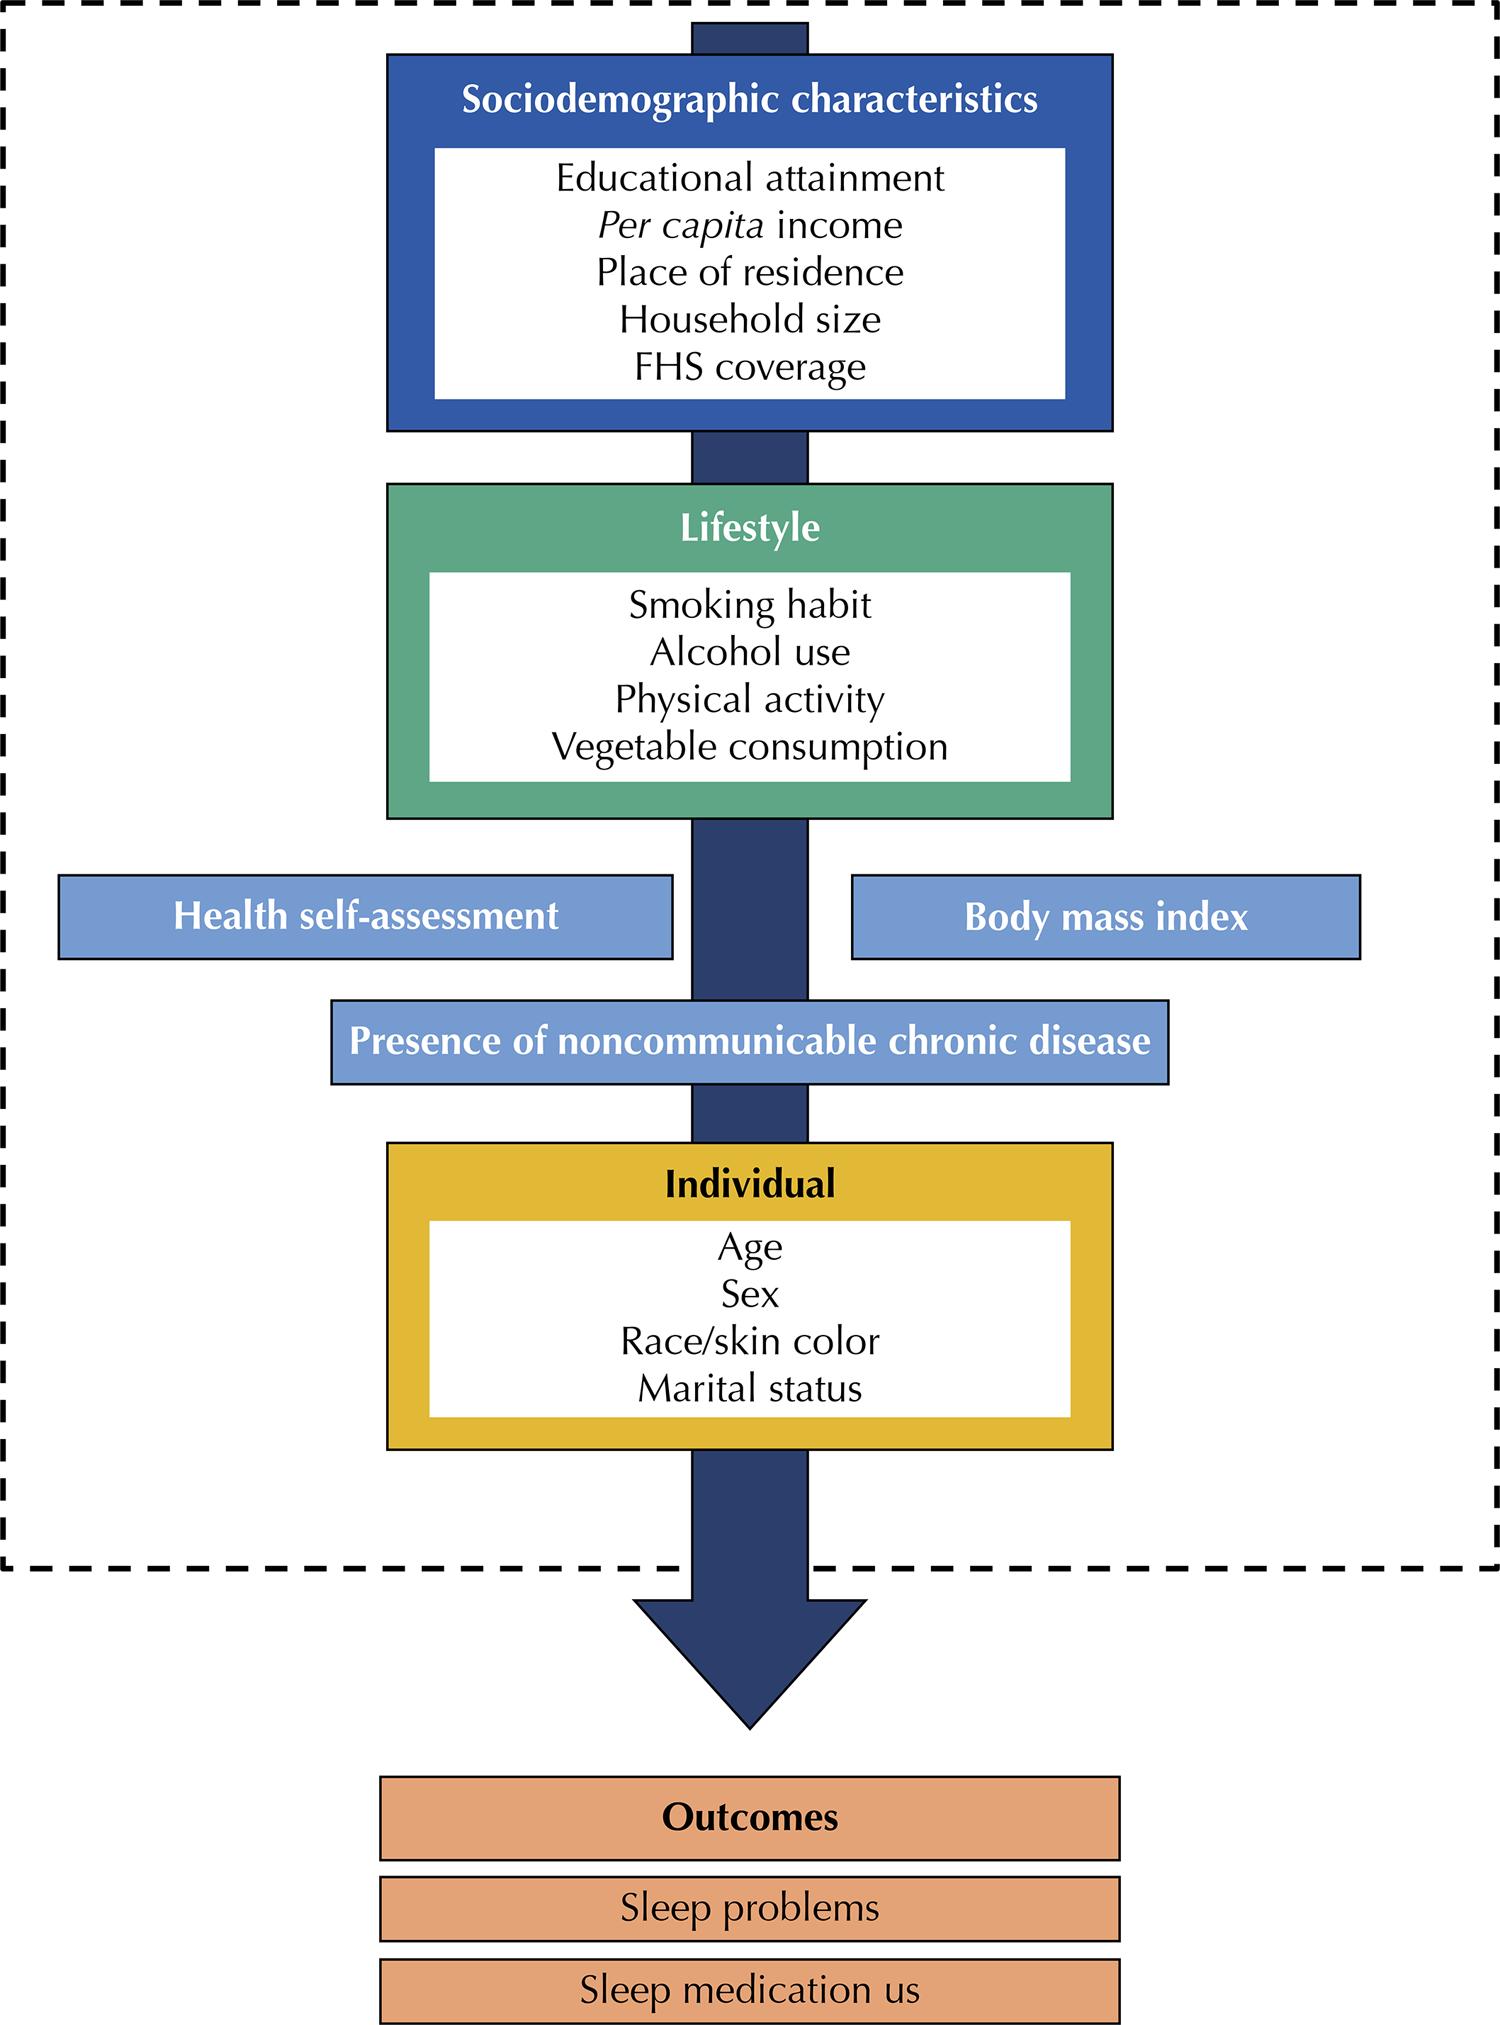 Sociodemographic characteristics
Educational attainment
Per capita income
Place of residence
Household size
FHS coverage
Lifestyle
Smoking habit
Alcohol use
Physical activity
Vegetable consumption
Health self-assessment
Body mass index
Presence of noncommunicable chronic disease
Individual
Age
Sex
Race/skin color
Marital status
Outcomes
Sleep problems
Sleep medication us